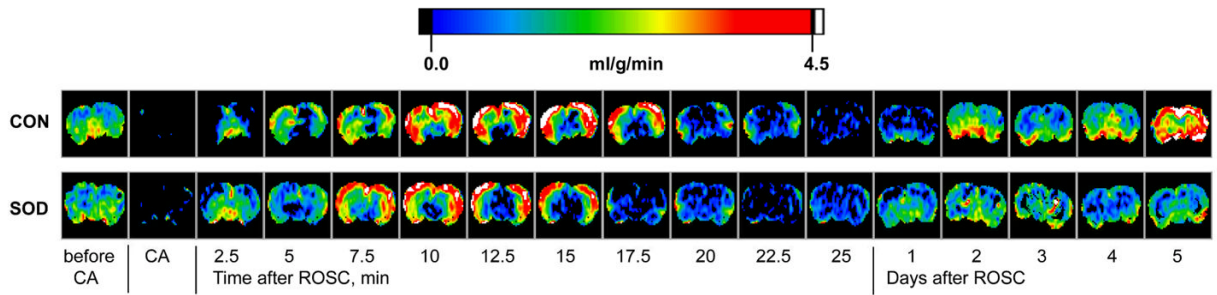 0.0 ml/g/min 4.5
CON
SOD
before CA 2.5 5 7.5 10 12.5 15 17.5 20 22.5 25 1 2 3 4 5
CA Time after ROSC, min Days after ROSC